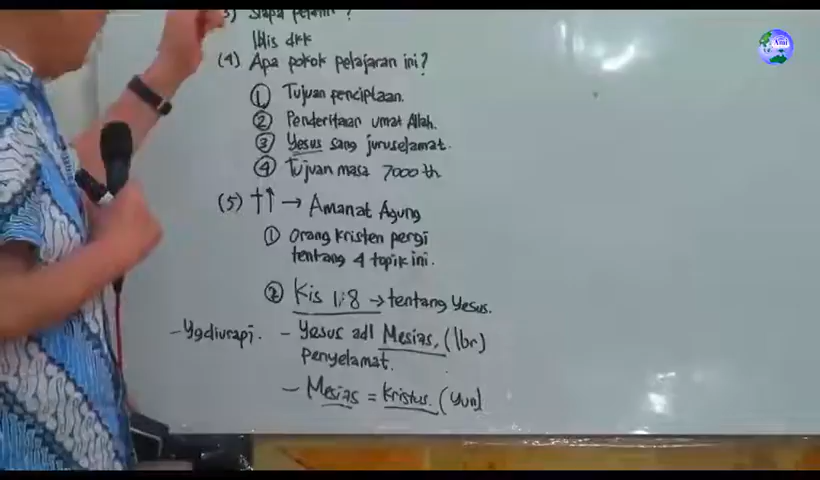 3) Siapa
Iblis dkk
(4) Apa pokok pelajaran ini?
① Tujuan penciptaan.
② Penderitaan umat Allah.
③ Yesus sang juruselamat.
④ Tujuan masa 7000 th
(5) †↑ → Amanat Agung
① Orang Kristen pergi
tentang 4 topik ini.
② Kis 1:8 → tentang Yesus.
- Ygdiurapi. - Yesus adl Mesias, (Ibr)
penyelamat.
- Mesias = Kristus. (Yun)